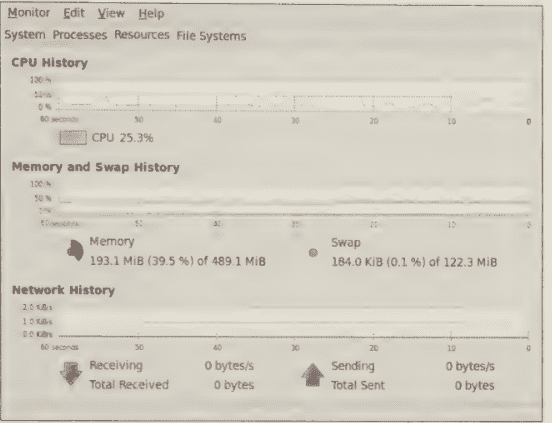 Monitor Edit View Help
System Processes Resources File Systems
CPU History
100 %
50 %
0 %
60 seconds 50 40 30 20 10 0
CPU 25.3%
Memory and Swap History
100 %
50 %
0 %
60 seconds 50 40 30 20 10 0
Memory Swap
193.1 MiB (39.5 %) of 489.1 MiB 184.0 KiB (0.1 %) of 122.3 MiB
Network History
2.0 KiB/s
1.0 KiB/s
0.0 KiB/s
60 seconds 50 40 30 20 10 0
Receiving 0 bytes/s Sending 0 bytes/s
Total Received 0 bytes Total Sent 0 bytes